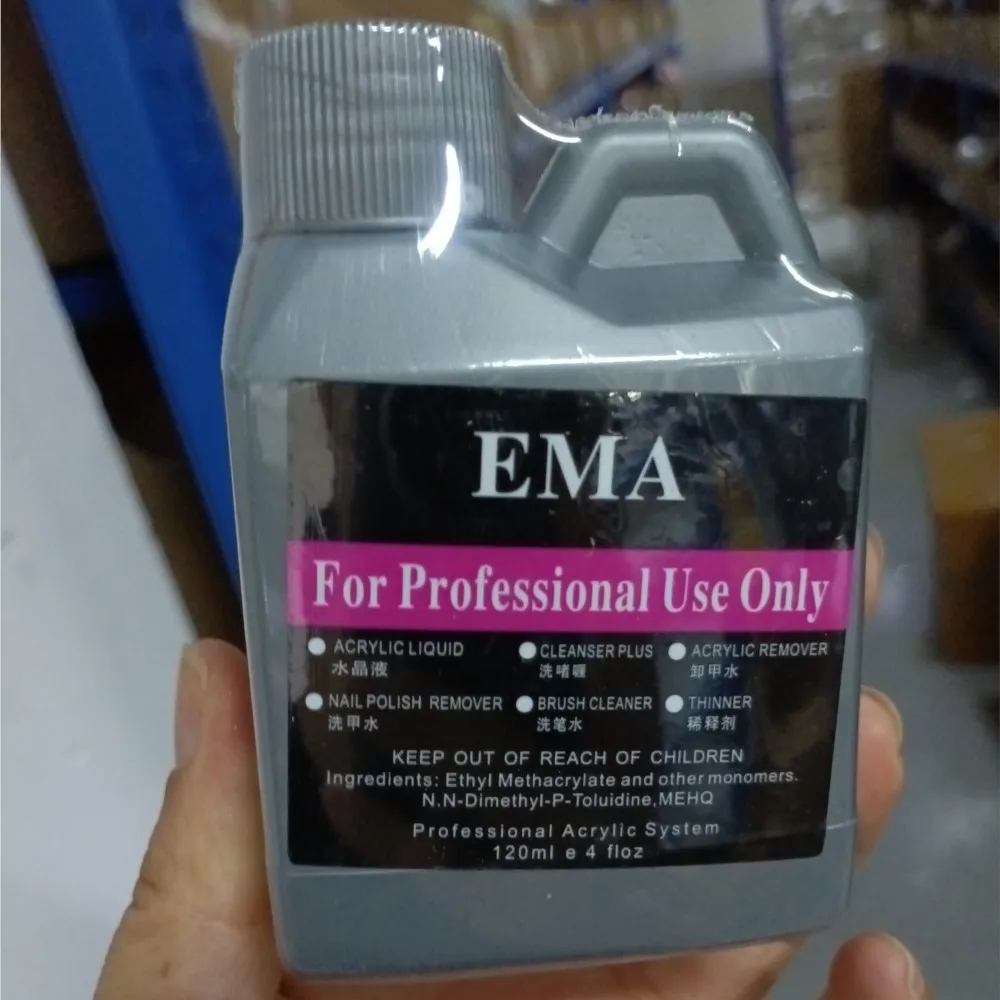 EMA
For Professional Use Only
ACRYLIC LIQUID CLEANSER PLUS ACRYLIC REMOVER
水晶液 洗啫喱 卸甲水
NAIL POLISH REMOVER BRUSH CLEANER THINNER
洗甲水 洗笔水 稀释剂
KEEP OUT OF REACH OF CHILDREN
Ingredients: Ethyl Methacrylate and other monomers.
N.N-Dimethyl-P-Toluidine,MEHQ
Professional Acrylic System
120ml e 4 floz